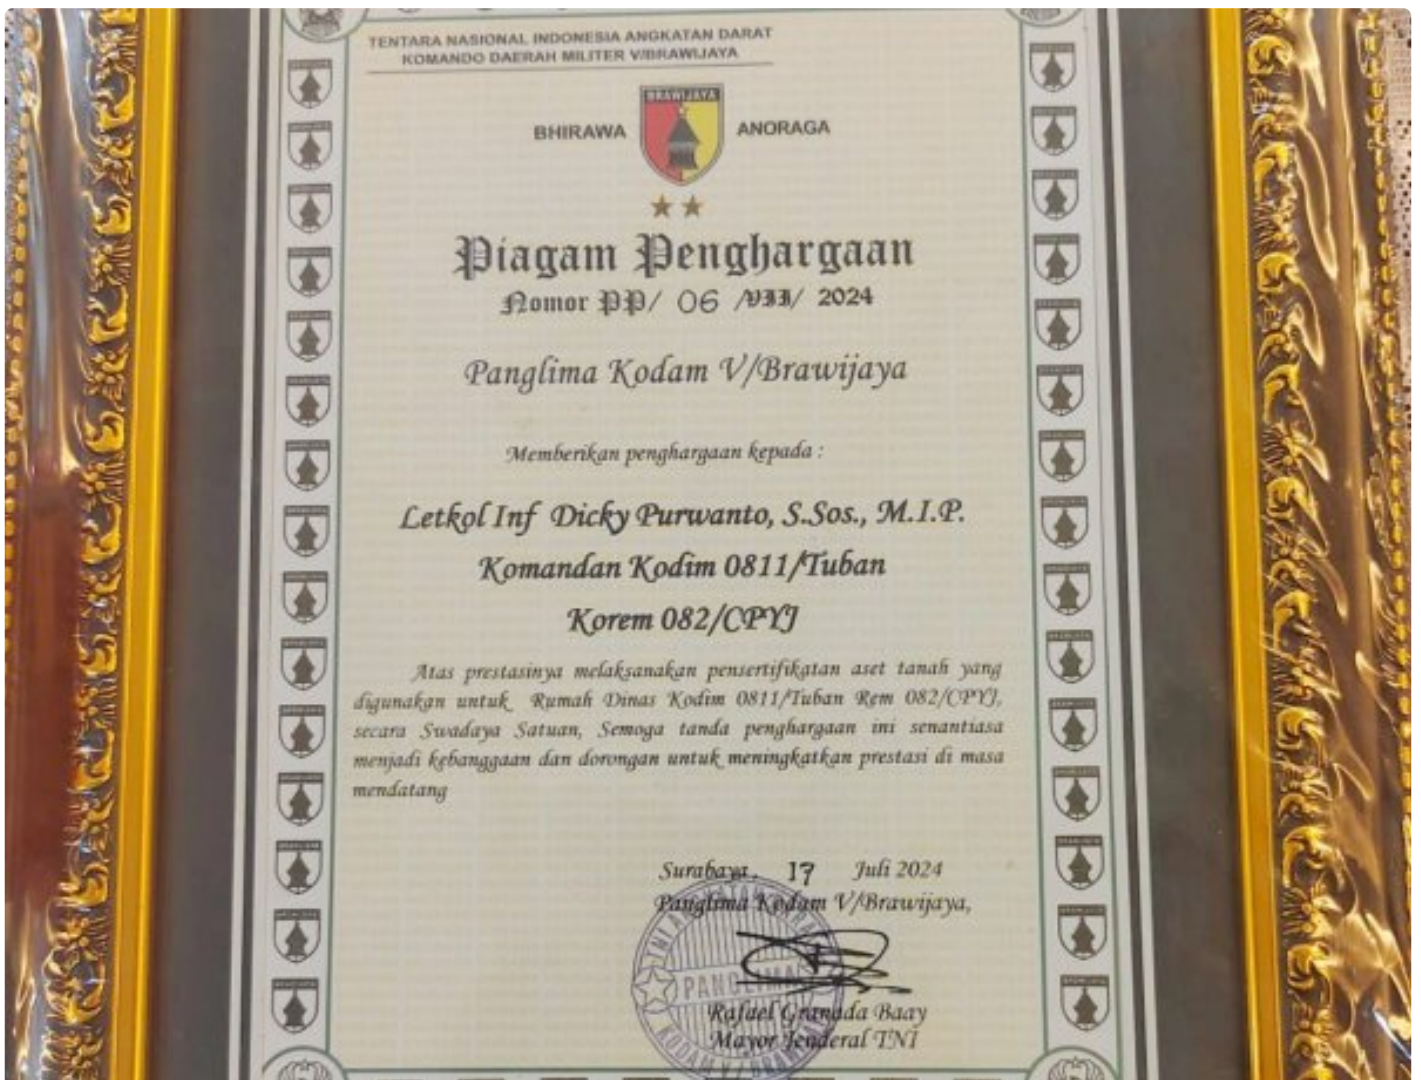 TENTARA NASIONAL INDONESIA ANGKATAN DARAT
KOMANDO DAERAH MILITER V/BRAWIJAYA
BRAWIJAYA
BHIRAWA ANORAGA
Piagam Penghargaan
Nomor PP/ 06 /VII/ 2024
Panglima Kodam V/Brawijaya
Memberikan penghargaan kepada :
Letkol Inf Dicky Purwanto, S.Sos., M.I.P.
Komandan Kodim 0811/Tuban
Korem 082/CPYJ
Atas prestasinya melaksanakan pensertifikatan aset tanah yang
digunakan untuk Rumah Dinas Kodim 0811/Tuban Rem 082/CPYJ,
secara Swadaya Satuan, Semoga tanda penghargaan ini senantiasa
menjadi kebanggaan dan dorongan untuk meningkatkan prestasi di masa
mendatang
Surabaya, 17 Juli 2024
Panglima Kodam V/Brawijaya,
PANGLIMA
KODAM V/BRAWIJAYA
Rafael Granada Baay
Mayor Jenderal TNI